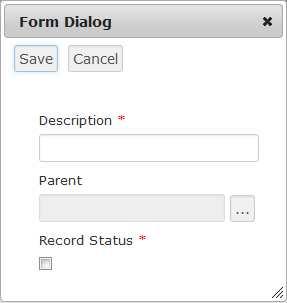 Form Dialog
Save Cancel
Description *
Parent
...
Record Status *